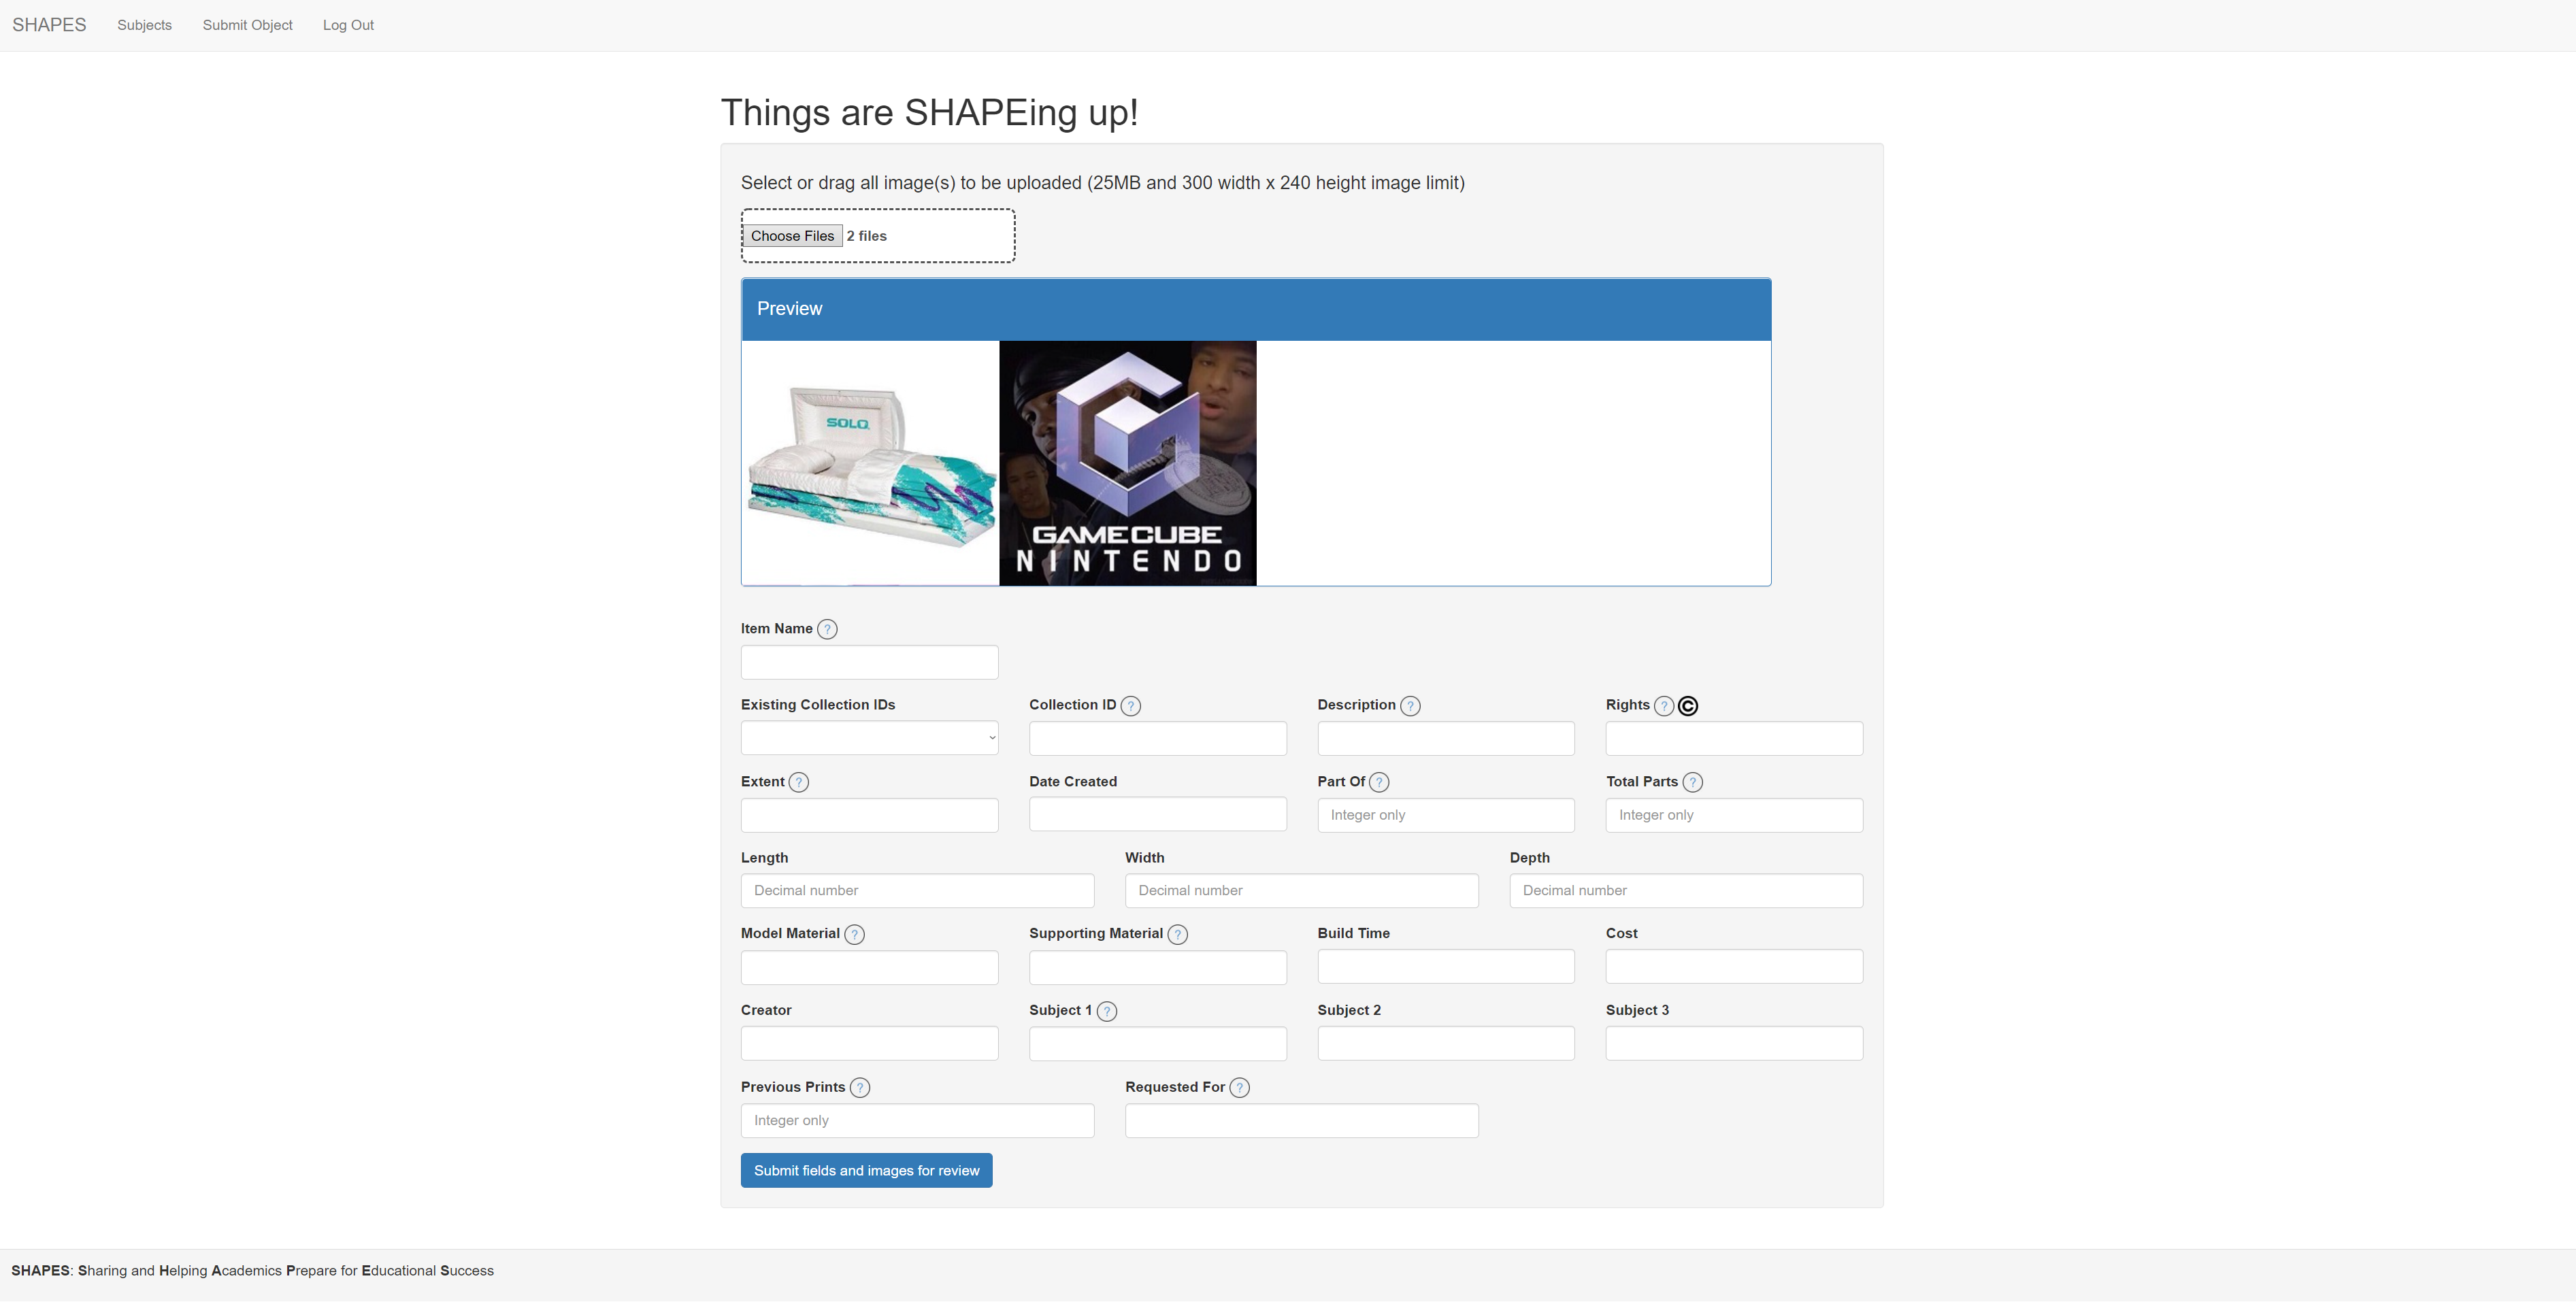 SHAPES Subjects Submit Object Log Out
Things are SHAPEing up!
Select or drag all image(s) to be uploaded (25MB and 300 width x 240 height image limit)
Choose Files 2 files
Preview
SOLO
GAMECUBE
NINTENDO
Item Name ?
Existing Collection IDs Collection ID ? Description ? Rights ? ©
Extent ? Date Created Part Of ? Total Parts ?
Integer only Integer only
Length Width Depth
Decimal number Decimal number Decimal number
Model Material ? Supporting Material ? Build Time Cost
Creator Subject 1 ? Subject 2 Subject 3
Previous Prints ? Requested For ?
Integer only
Submit fields and images for review
SHAPES: Sharing and Helping Academics Prepare for Educational Success